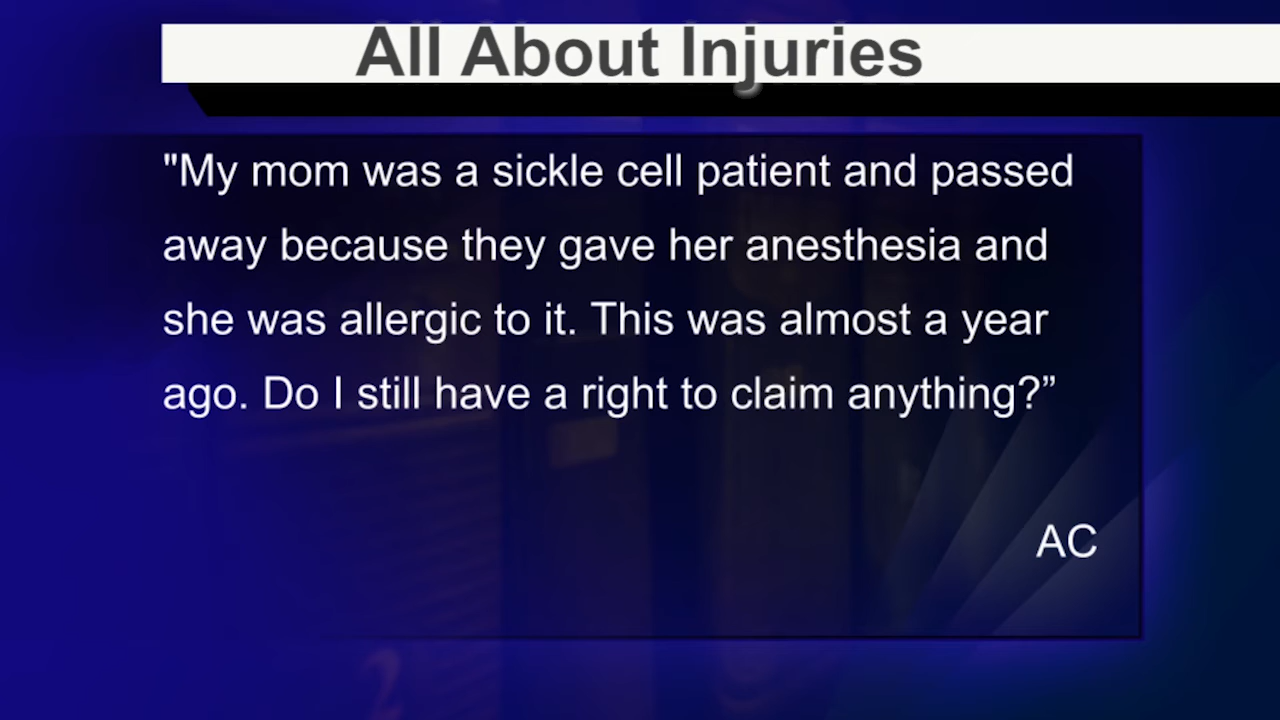 All About Injuries
"My mom was a sickle cell patient and passed
away because they gave her anesthesia and
she was allergic to it. This was almost a year
ago. Do I still have a right to claim anything?”
AC
2